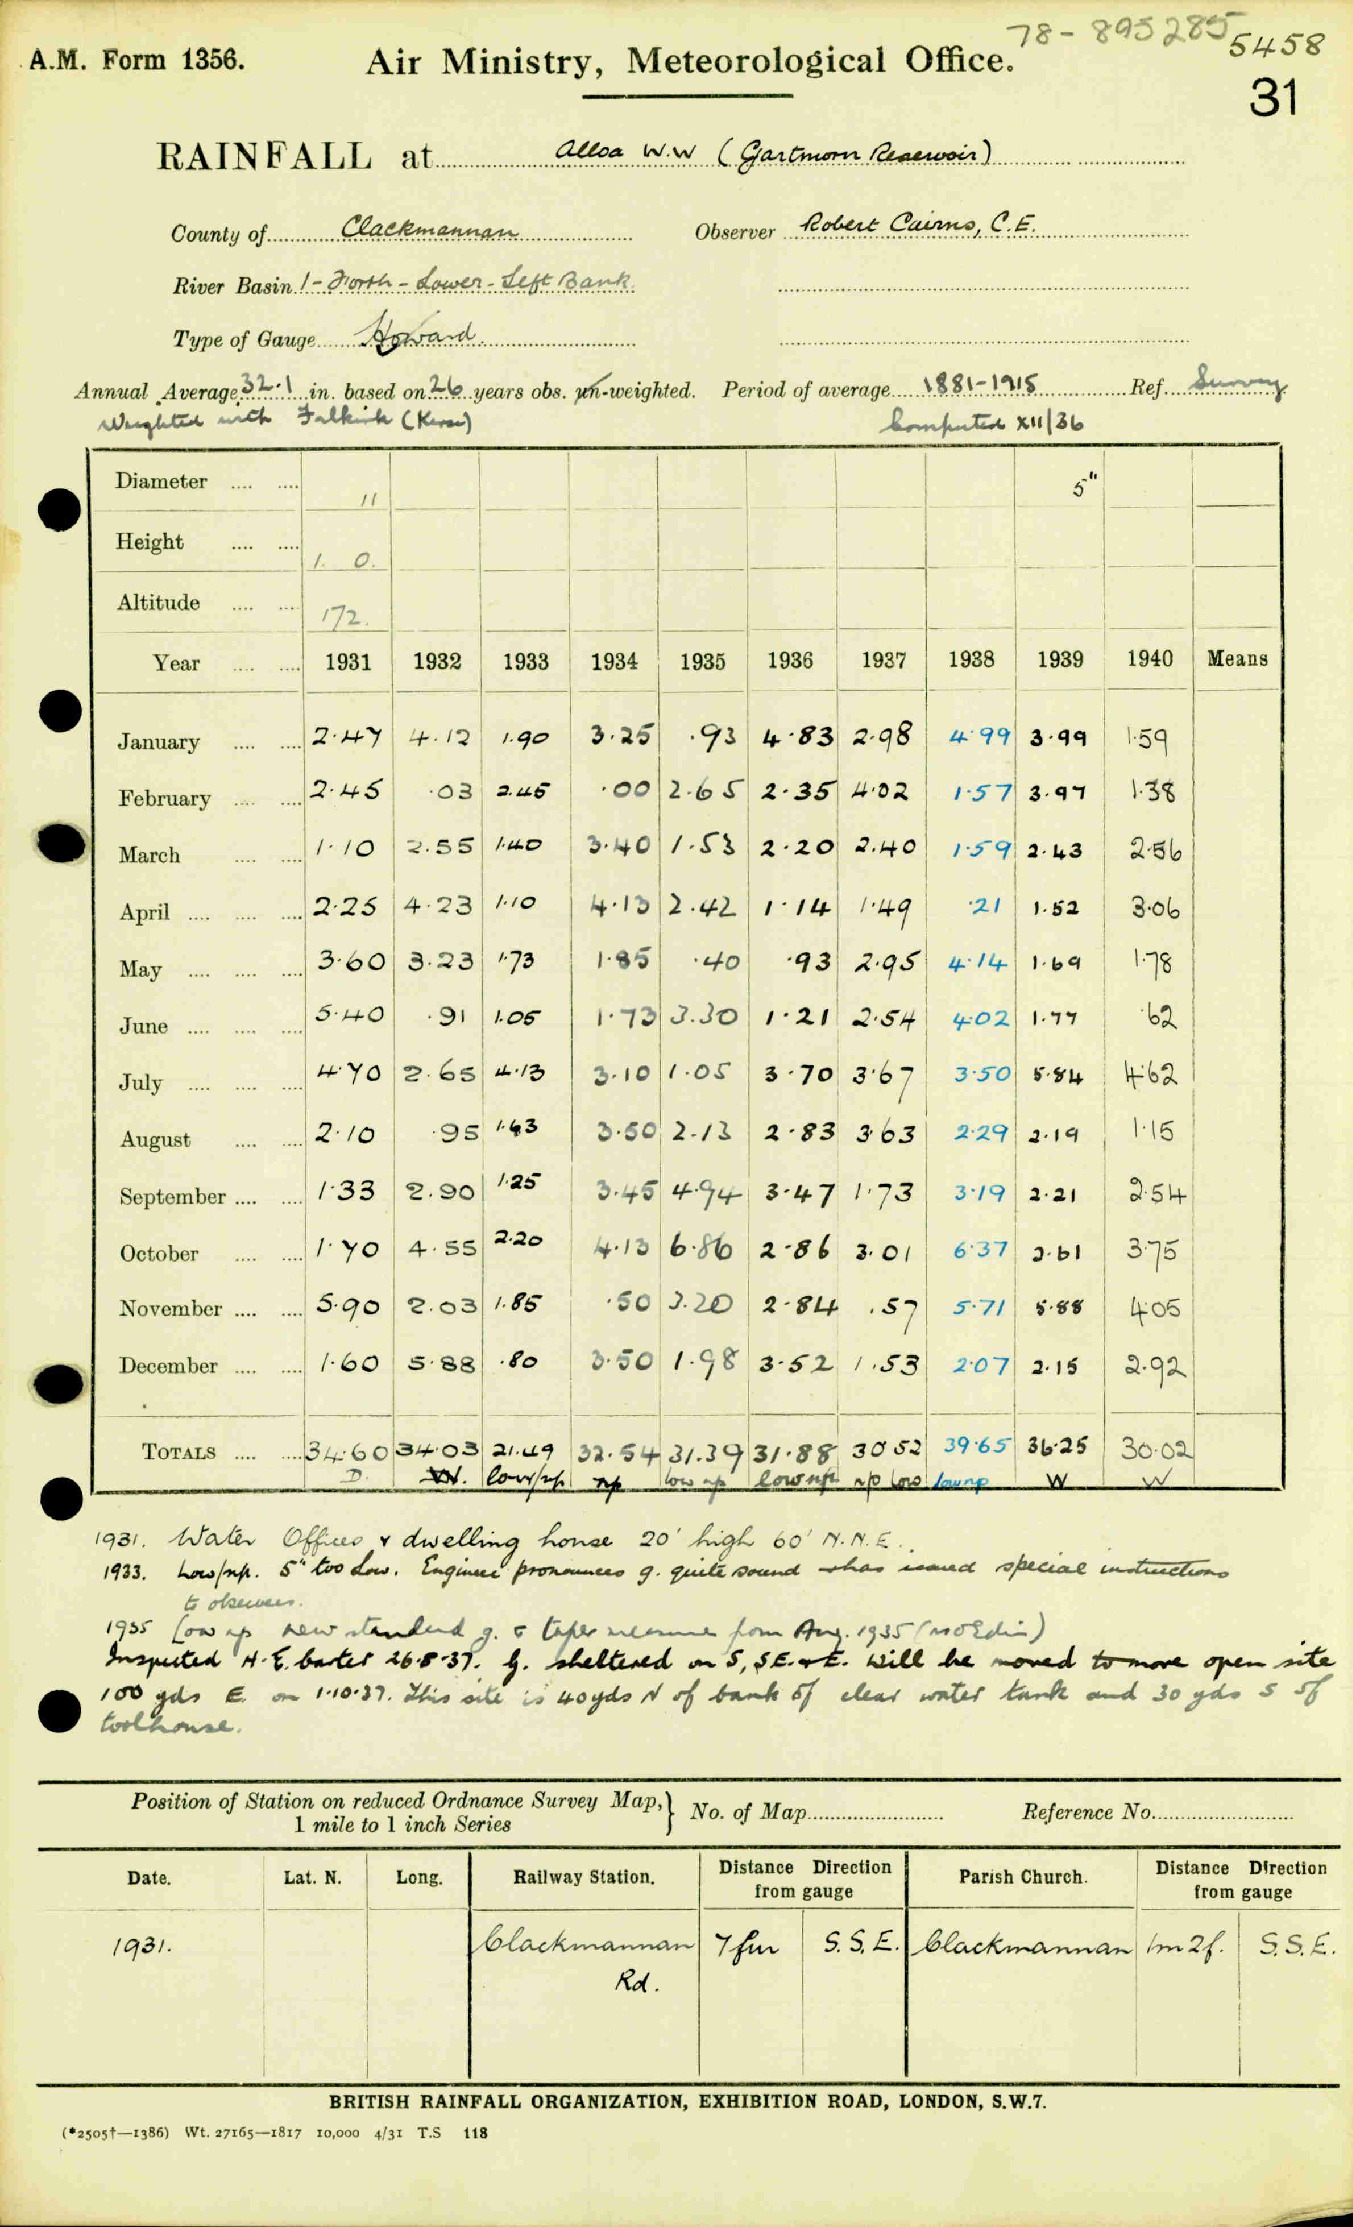 78-895285 5458
A.M. Form 1356. Air Ministry, Meteorological Office.
31
RAINFALL at Alloa W.W (Gartmorn Reservoir)
County of Clackmannan Observer Robert Cairns, C.E.
River Basin 1-Forth-Lower-Left Bank
Type of Gauge Howard
Annual Average 32.1 in. based on 26 years obs. un-weighted. Period of average 1881-1915 Ref. Survey
Weighted with Falkirk (Kerse) Computed XII/36
Diameter 11 5"
Height 1. 0.
Altitude 172.
Year 1931 1932 1933 1934 1935 1936 1937 1938 1939 1940 Means
January 2.47 4.12 1.90 3.25 .93 4.83 2.98 4.99 3.99 1.59
February 2.45 .03 2.45 .00 2.65 2.35 4.02 1.57 3.97 1.38
March 1.10 2.55 1.40 3.40 1.53 2.20 2.40 1.59 2.43 2.56
April 2.25 4.23 1.10 4.13 2.42 1.14 1.49 .21 1.52 3.06
May 3.60 3.23 1.73 1.85 .40 .93 2.95 4.14 1.69 1.78
June 5.40 .91 1.05 1.73 3.30 1.21 2.54 4.02 1.77 .62
July 4.70 2.65 4.13 3.10 1.05 3.70 3.67 3.50 5.84 4.62
August 2.10 .95 1.63 3.50 2.13 2.83 3.63 2.29 2.19 1.15
September 1.33 2.90 1.25 3.45 4.94 3.47 1.73 3.19 2.21 2.54
October 1.70 4.55 2.20 4.13 6.86 2.86 3.01 6.37 2.61 3.75
November 5.90 2.03 1.85 .50 3.20 2.84 .57 5.71 5.88 4.05
December 1.60 5.88 .80 3.50 1.98 3.52 1.53 2.07 2.15 2.92
TOTALS 34.60 34.03 21.49 32.54 31.39 31.88 30.52 39.65 36.25 30.02
D. W. low/np np low np low np np low low np W W
1931. Water Offices & dwelling house 20' high 60' N.N.E.
1933. Low/np. 5" too low. Engineer pronounces g. quite sound & has issued special instructions
to observers.
1935 Low np new standard g. & taper measure from Aug. 1935 (MO Edin)
Inspected H.E. Carter 26.8.37. G. sheltered on S, SE. & E. Will be moved to more open site
100 yds E. on 1.10.37. This site is 40yds N of bank of clear water tank and 30 yds S of
toolhouse.
Position of Station on reduced Ordnance Survey Map, } No. of Map Reference No.
1 mile to 1 inch Series
Date. Lat. N. Long. Railway Station. Distance Direction from gauge Parish Church. Distance Direction from gauge
1931. Clackmannan Rd. 7 fur S.S.E. Clackmannan 1m 2f. S.S.E.
BRITISH RAINFALL ORGANIZATION, EXHIBITION ROAD, LONDON, S.W.7.
(*2505†—1386) Wt. 27165—1817 10,000 4/31 T.S 118